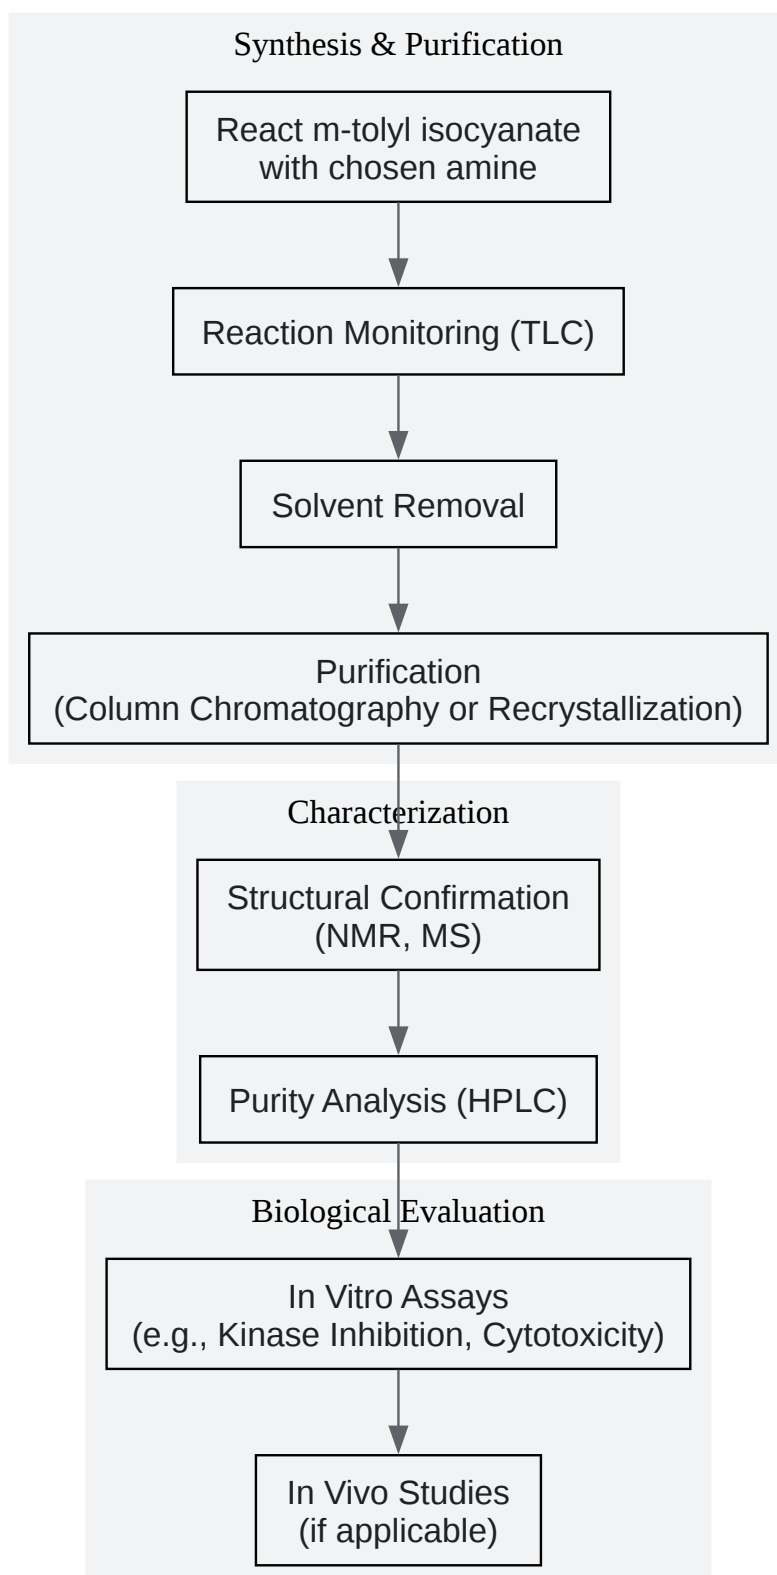 Synthesis & Purification
React m-tolyl isocyanate
with chosen amine
Reaction Monitoring (TLC)
Solvent Removal
Purification
(Column Chromatography or Recrystallization)
Characterization
Structural Confirmation
(NMR, MS)
Purity Analysis (HPLC)
Biological Evaluation
In Vitro Assays
(e.g., Kinase Inhibition, Cytotoxicity)
In Vivo Studies
(if applicable)